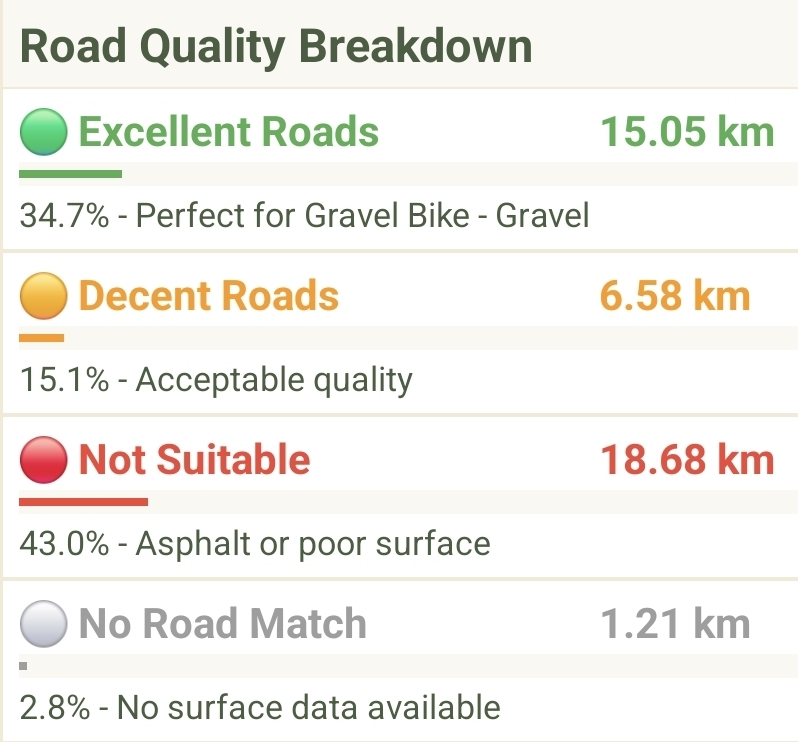 Road Quality Breakdown
Excellent Roads 15.05 km
34.7% - Perfect for Gravel Bike - Gravel
Decent Roads 6.58 km
15.1% - Acceptable quality
Not Suitable 18.68 km
43.0% - Asphalt or poor surface
No Road Match 1.21 km
2.8% - No surface data available